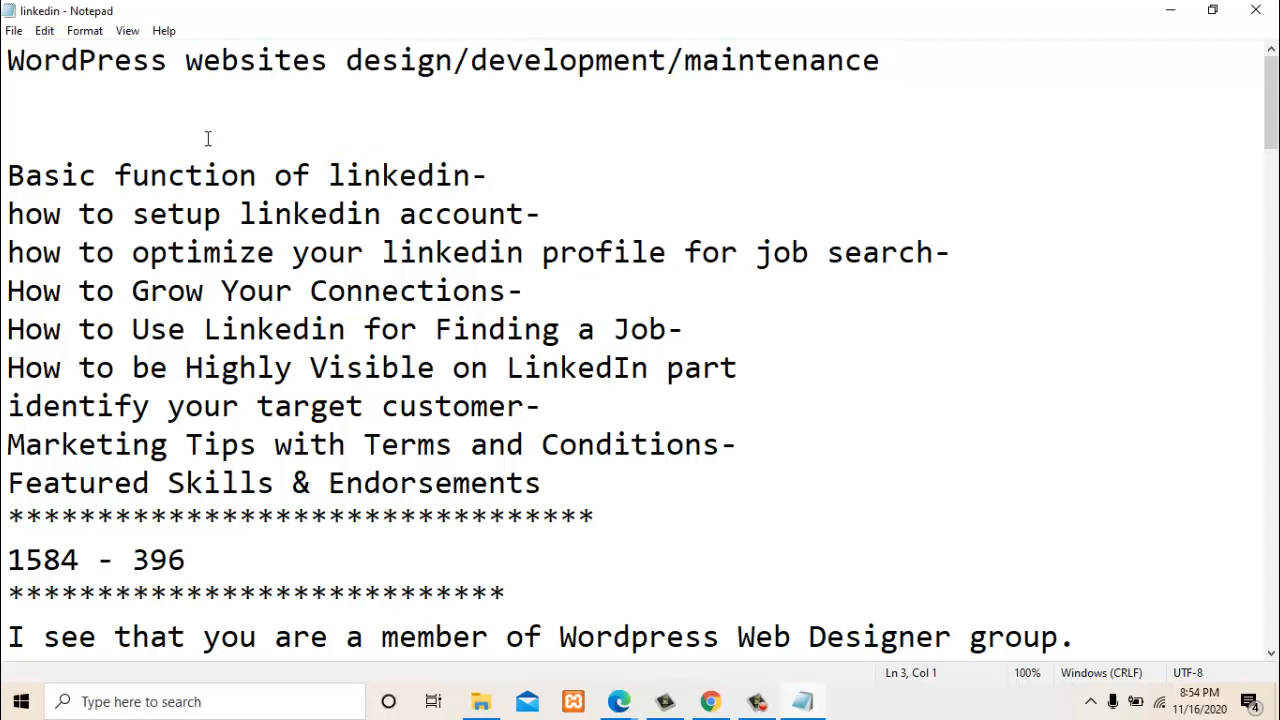 linkedin - Notepad
File Edit Format View Help
WordPress websites design/development/maintenance
Basic function of linkedin-
how to setup linkedin account-
how to optimize your linkedin profile for job search-
How to Grow Your Connections-
How to Use Linkedin for Finding a Job-
How to be Highly Visible on LinkedIn part
identify your target customer-
Marketing Tips with Terms and Conditions-
Featured Skills & Endorsements
*********************************
1584 - 396
****************************
I see that you are a member of Wordpress Web Designer group.
Ln 3, Col 1 100% Windows (CRLF) UTF-8
Type here to search
8:54 PM
11/16/2020
4